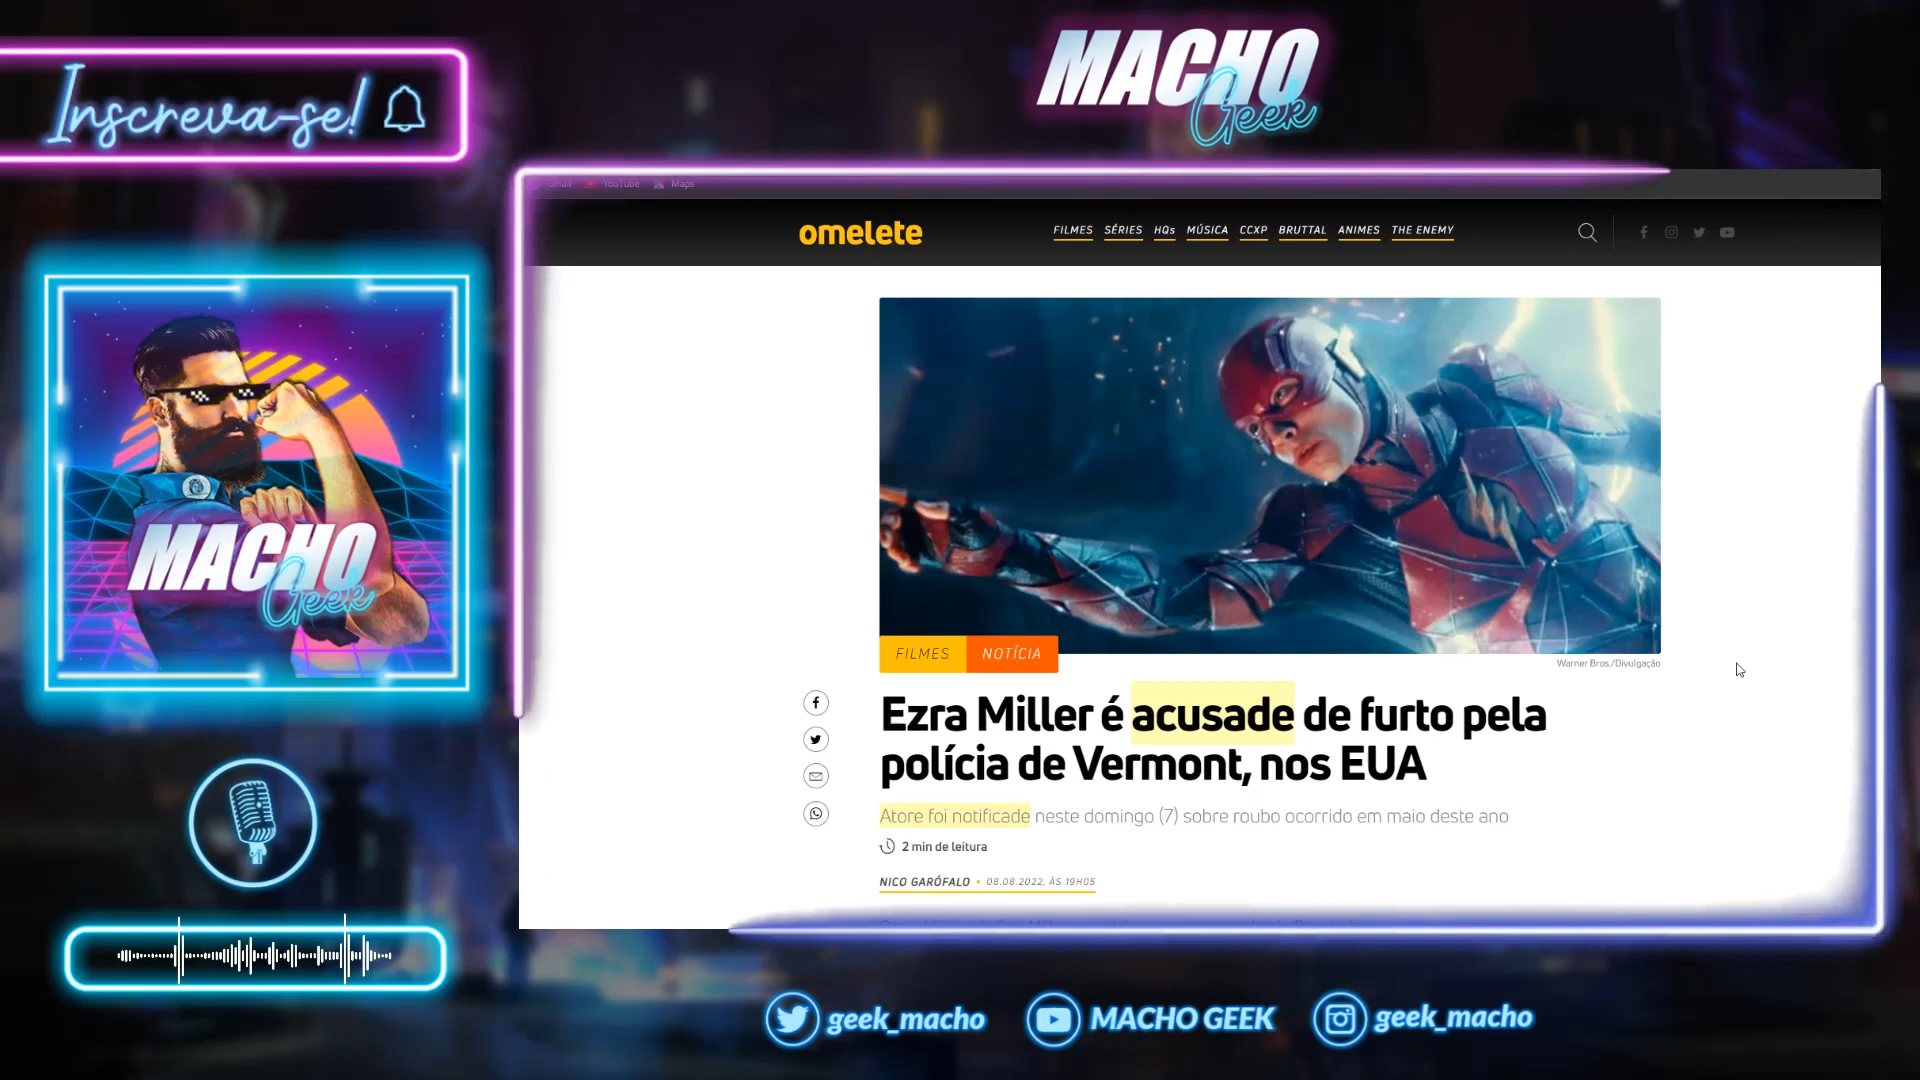 Inscreva-se!
MACHO
Geek
Gmail YouTube Maps
omelete
FILMES SÉRIES HQs MÚSICA CCXP BRUTTAL ANIMES THE ENEMY
MACHO
Geek
FILMES NOTÍCIA
Warner Bros./Divulgação
Ezra Miller é acusade de furto pela
polícia de Vermont, nos EUA
Atore foi notificade neste domingo (7) sobre roubo ocorrido em maio deste ano
2 min de leitura
NICO GARÓFALO • 08.08.2022, ÀS 19H05
geek_macho MACHO GEEK geek_macho